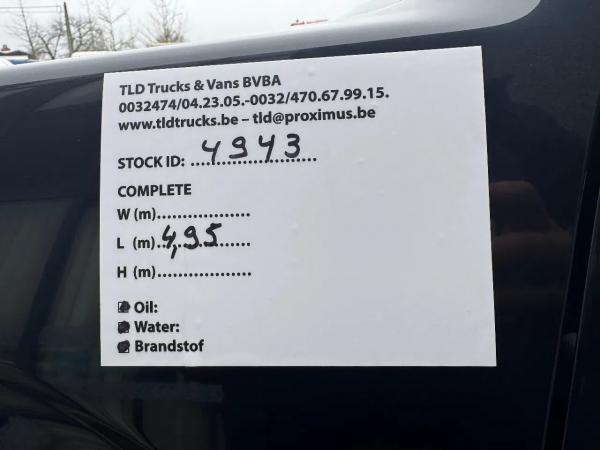 TLD Trucks & Vans BVBA
0032474/04.23.05.-0032/470.67.99.15.
www.tldtrucks.be – tld@proximus.be
STOCK ID: 4943
COMPLETE
W (m)..................
L (m). 4,95
H (m)..................
Oil:
Water:
Brandstof